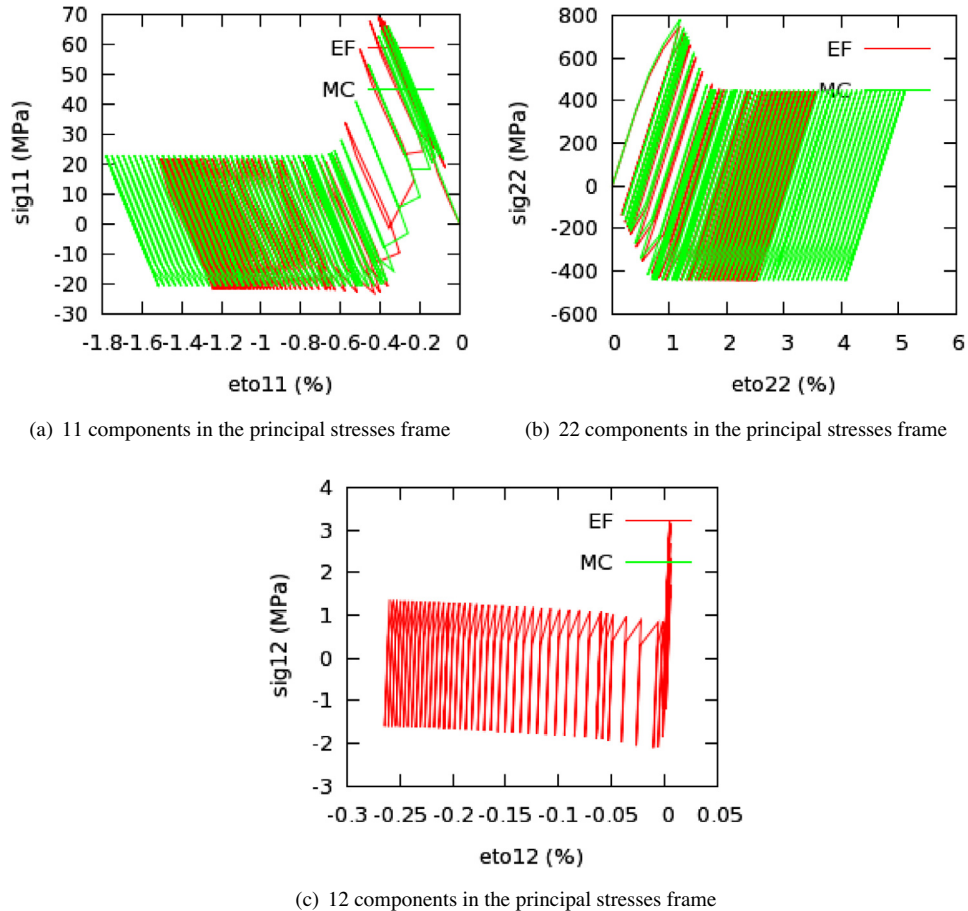 70
60
50
40
30
20
10
0
-10
-20
-30
sig11 (MPa)
EF
MC
-1.8 -1.6 -1.4 -1.2 -1 -0.8 -0.6 -0.4 -0.2 0
eto11 (%)
(a) 11 components in the principal stresses frame
800
600
400
200
0
-200
-400
-600
sig22 (MPa)
EF
MC
0 1 2 3 4 5 6
eto22 (%)
(b) 22 components in the principal stresses frame
4
3
2
1
0
-1
-2
-3
sig12 (MPa)
EF
MC
-0.3 -0.25 -0.2 -0.15 -0.1 -0.05 0 0.05
eto12 (%)
(c) 12 components in the principal stresses frame